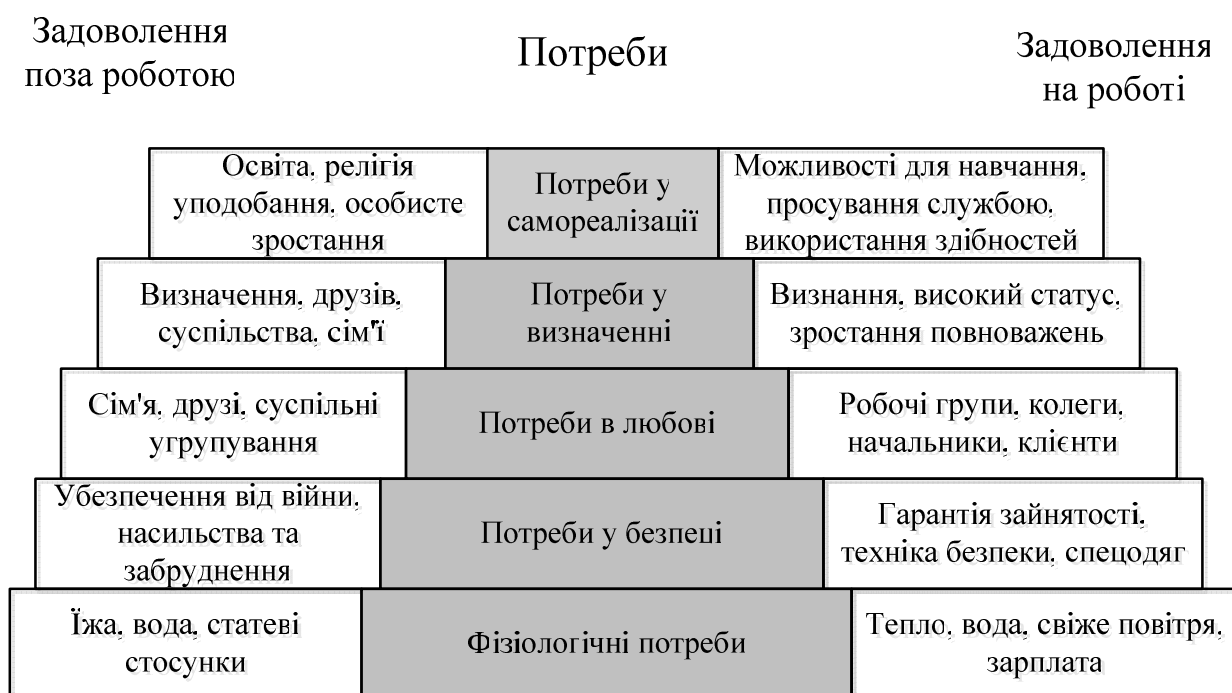 Задоволення
поза роботою
Потреби
Задоволення
на роботі
Освіта, релігія
уподобання, особисте
зростання
Потреби у
самореалізації
Можливості для навчання,
просування службою,
використання здібностей
Визначення, друзів,
суспільства, сім'ї
Потреби у
визначенні
Визнання, високий статус,
зростання повноважень
Сім'я, друзі, суспільні
угрупування
Потреби в любові
Робочі групи, колеги,
начальники, клієнти
Убезпечення від війни,
насильства та
забруднення
Потреби у безпеці
Гарантія зайнятості,
техніка безпеки, спецодяг
Їжа, вода, статеві
стосунки
Фізіологічні потреби
Тепло, вода, свіже повітря,
зарплата